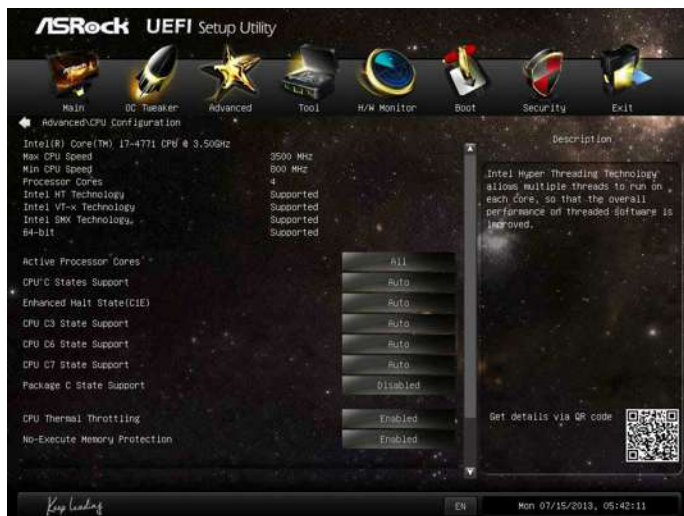 ASRock UEFI Setup Utility
Main OC Tweaker Advanced Tool H/W Monitor Boot Security Exit
Advanced\CPU Configuration
Description
Intel(R) Core(TM) i7-4771 CPU @ 3.50GHz
Max CPU Speed 3500 MHz
Min CPU Speed 800 MHz
Processor Cores 4
Intel HT Technology Supported
Intel VT-x Technology Supported
Intel SMX Technology Supported
64-bit Supported
Intel Hyper Threading Technology
allows multiple threads to run on
each core, so that the overall
performance on threaded software is
improved.
Active Processor Cores All
CPU C States Support Auto
Enhanced Halt State(C1E) Auto
CPU C3 State Support Auto
CPU C6 State Support Auto
CPU C7 State Support Auto
Package C State Support Disabled
CPU Thermal Throttling Enabled
No-Execute Memory Protection Enabled
Get details via QR code
Keep Leading
EN
Mon 07/15/2013, 05:42:11